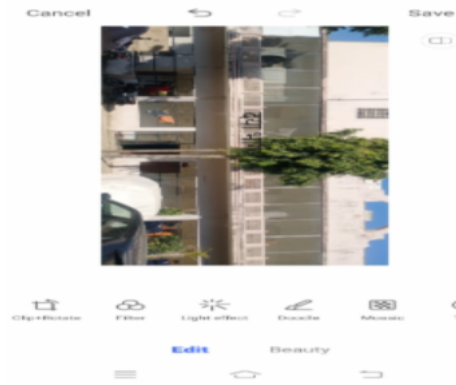 Cancel
Save
Clip+Rotate
Filter
Light effect
Doodle
Mosaic
Edit
Beauty